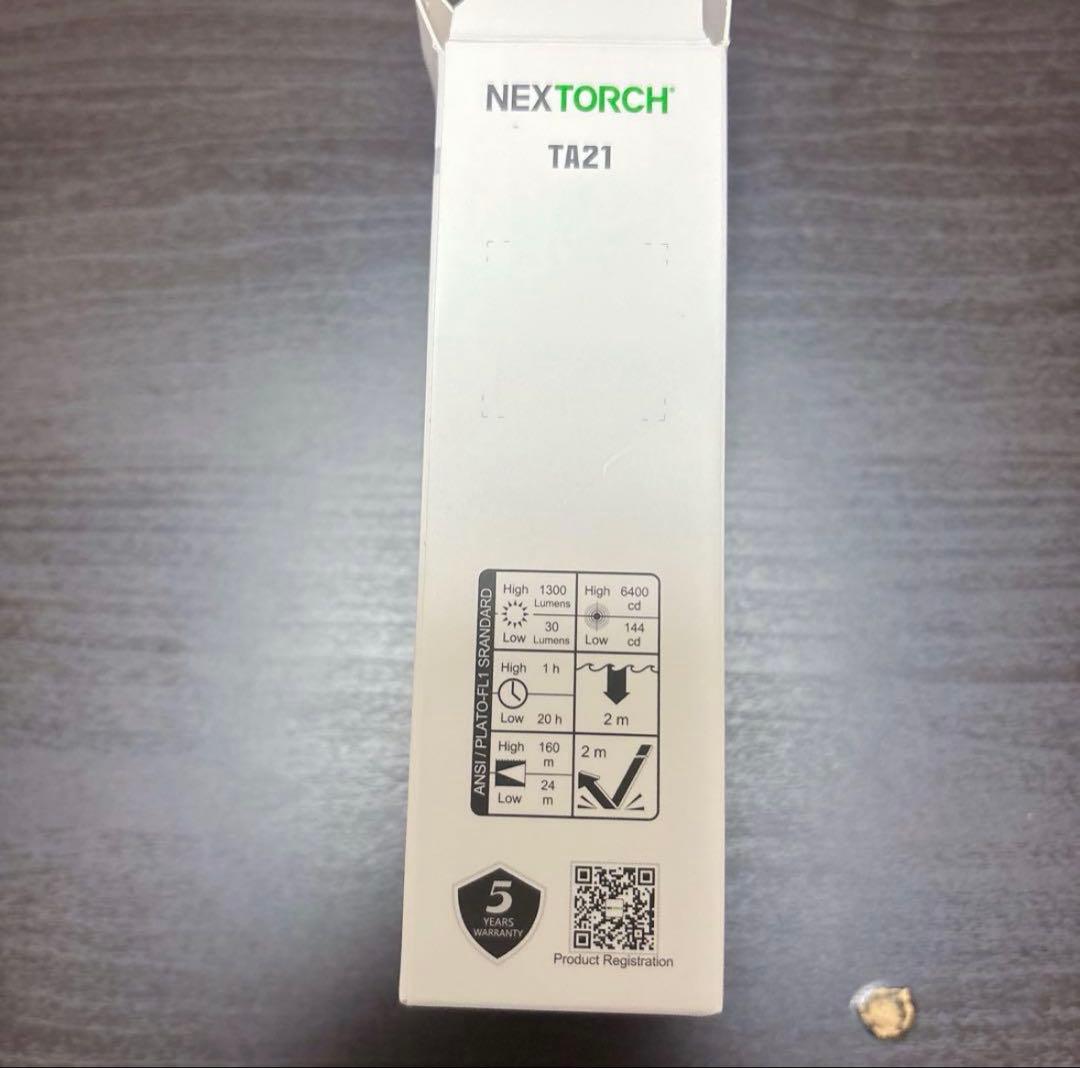 NEXTORCH®
TA21
ANSI / PLATO-FL1 SRANDARD
High 1300 Lumens
Low 30 Lumens
High 6400 cd
Low 144 cd
High 1 h
Low 20 h
2 m
High 160 m
Low 24 m
2 m
5
YEARS
WARRANTY
Product Registration